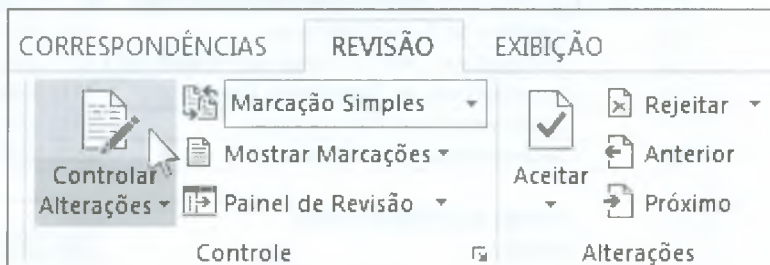 CORRESPONDÊNCIAS REVISÃO EXIBIÇÃO
Marcação Simples Rejeitar
Mostrar Marcações Anterior
Controlar Aceitar
Alterações Painel de Revisão Próximo
Controle Alterações